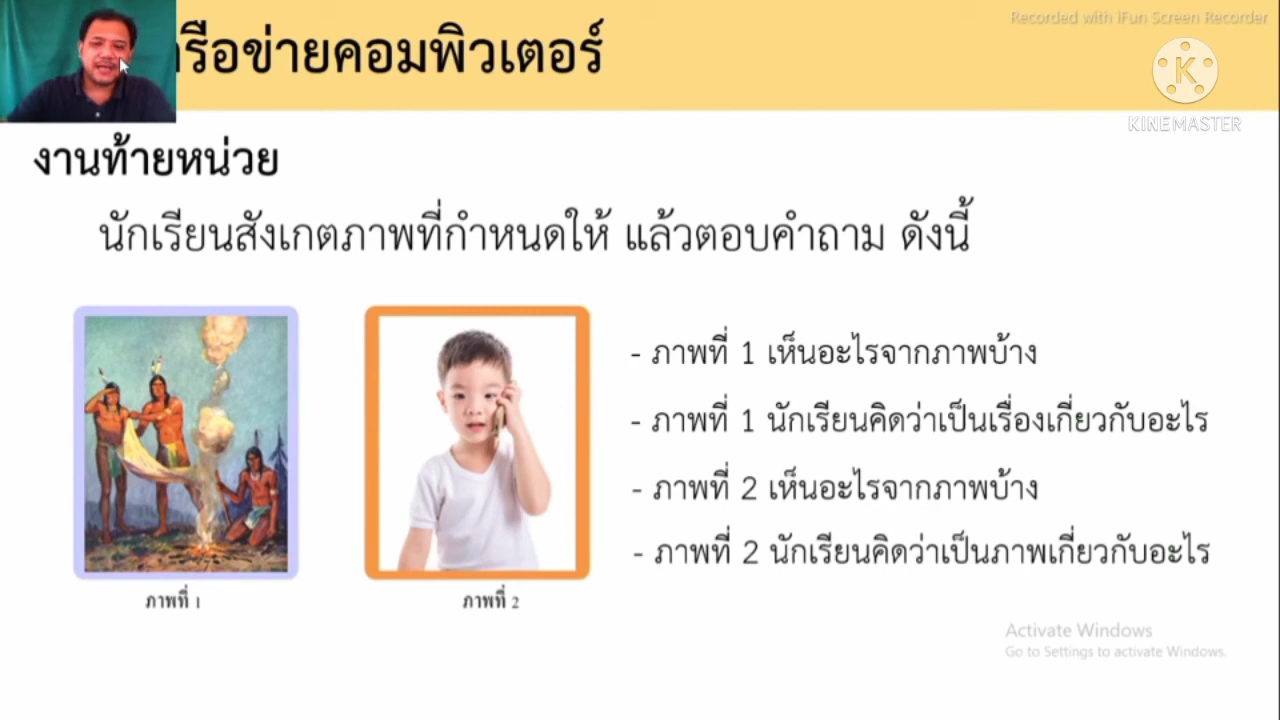 Recorded with iFun Screen Recorder
รือข่ายคอมพิวเตอร์
KINEMASTER
งานท้ายหน่วย
นักเรียนสังเกตภาพที่กำหนดให้ แล้วตอบคำถาม ดังนี้
- ภาพที่ 1 เห็นอะไรจากภาพบ้าง
- ภาพที่ 1 นักเรียนคิดว่าเป็นเรื่องเกี่ยวกับอะไร
- ภาพที่ 2 เห็นอะไรจากภาพบ้าง
- ภาพที่ 2 นักเรียนคิดว่าเป็นภาพเกี่ยวกับอะไร
ภาพที่ 1
ภาพที่ 2
Activate Windows
Go to Settings to activate Windows.